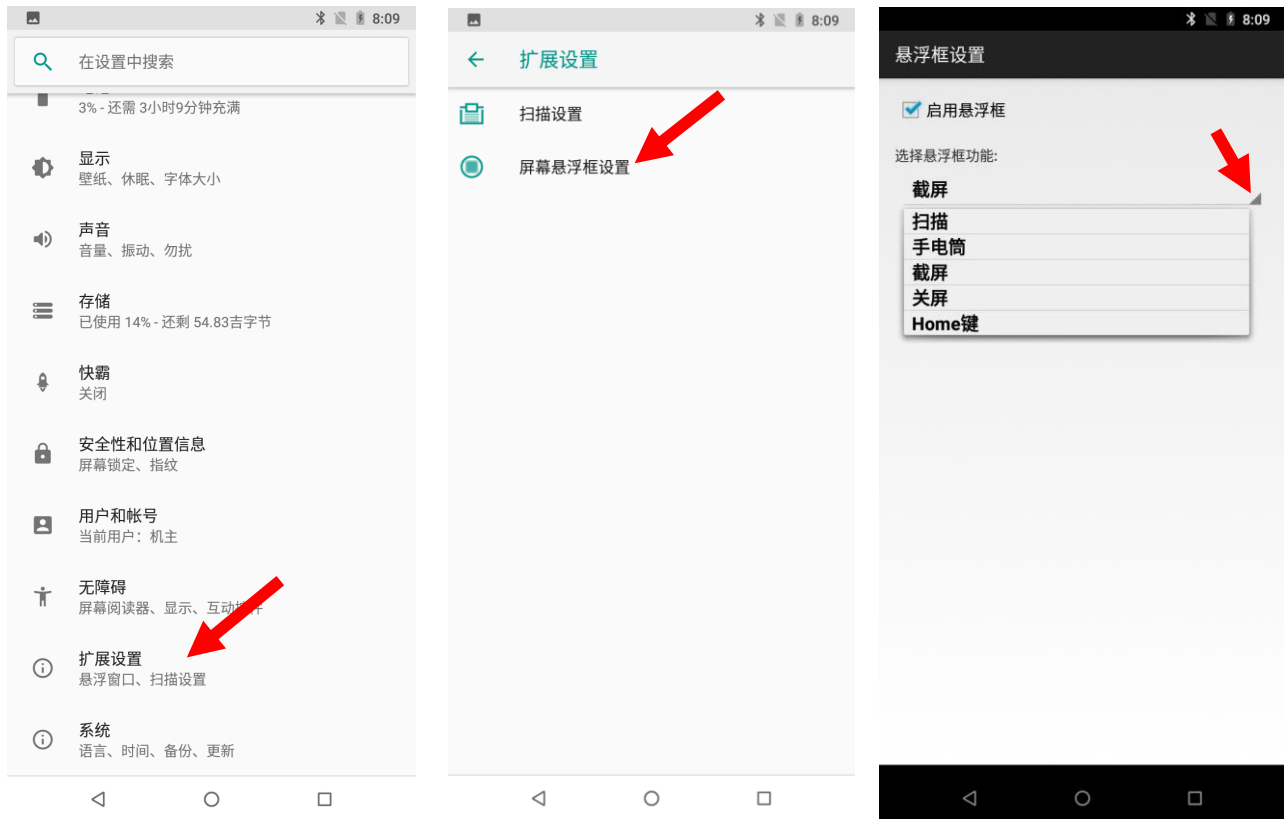 8:09
在设置中搜索
3% - 还需 3小时9分钟充满
显示
壁纸、休眠、字体大小
声音
音量、振动、勿扰
存储
已使用 14% - 还剩 54.83吉字节
快霸
关闭
安全性和位置信息
屏幕锁定、指纹
用户和帐号
当前用户：机主
无障碍
屏幕阅读器、显示、互动
扩展设置
悬浮窗口、扫描设置
系统
语言、时间、备份、更新
8:09
扩展设置
扫描设置
屏幕悬浮框设置
8:09
悬浮框设置
启用悬浮框
选择悬浮框功能:
截屏
扫描
手电筒
截屏
关屏
Home键